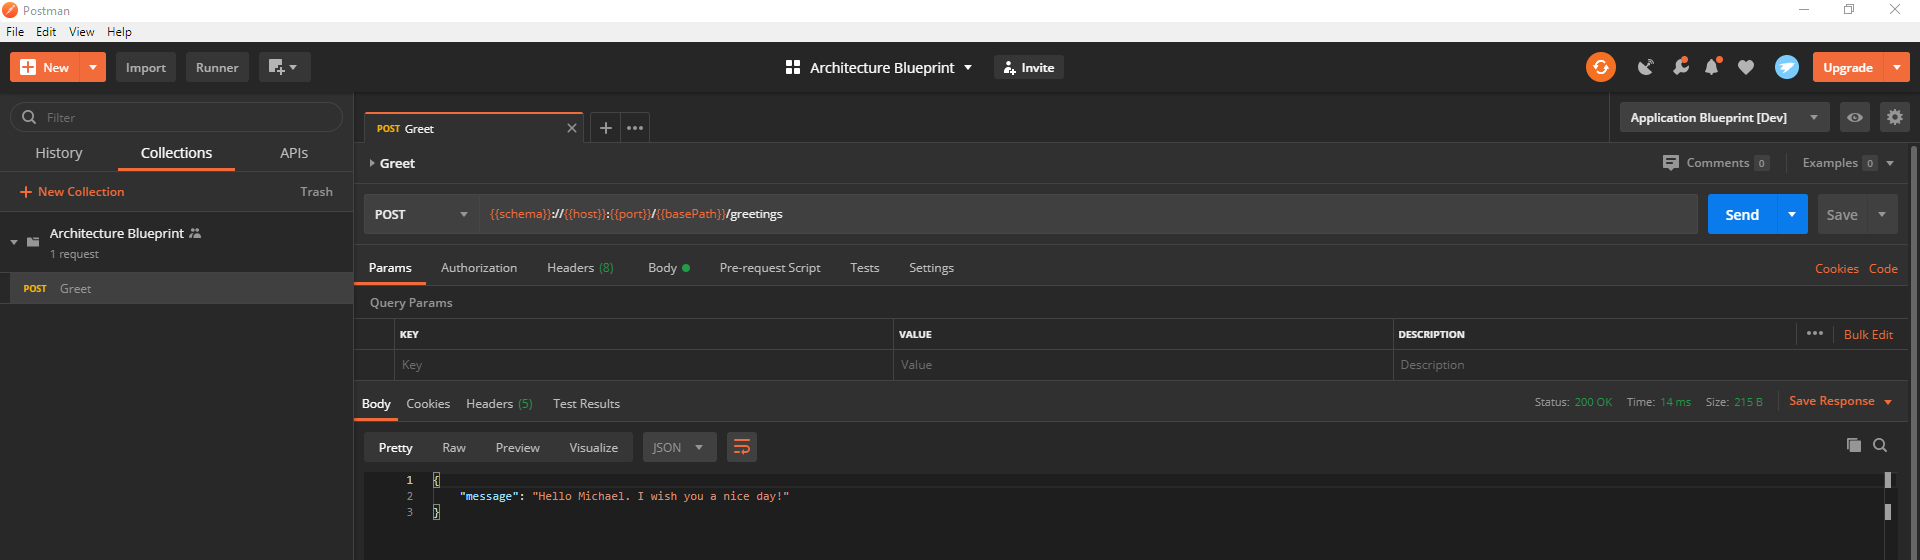 Postman
File Edit View Help
New Import Runner Architecture Blueprint Invite Upgrade
Filter
History Collections APIs
+ New Collection Trash
Architecture Blueprint
1 request
POST Greet
POST Greet
Application Blueprint [Dev]
Greet
Comments 0 Examples 0
POST {{schema}}://{{host}}:{{port}}/{{basePath}}/greetings Send Save
Params Authorization Headers (8) Body Pre-request Script Tests Settings Cookies Code
Query Params
KEY VALUE DESCRIPTION Bulk Edit
Key Value Description
Body Cookies Headers (5) Test Results Status: 200 OK Time: 14 ms Size: 215 B Save Response
Pretty Raw Preview Visualize JSON
1 {
2 "message": "Hello Michael. I wish you a nice day!"
3 }